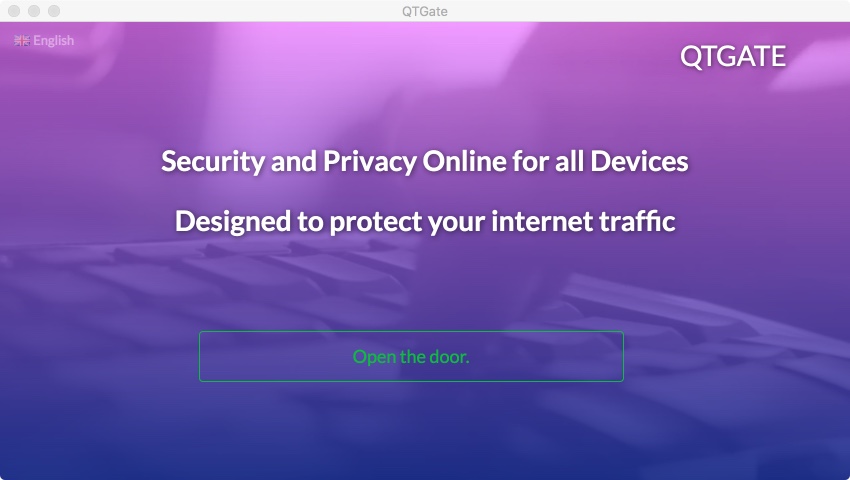 QTGate
English
QTGATE
Security and Privacy Online for all Devices
Designed to protect your internet traffic
Open the door.